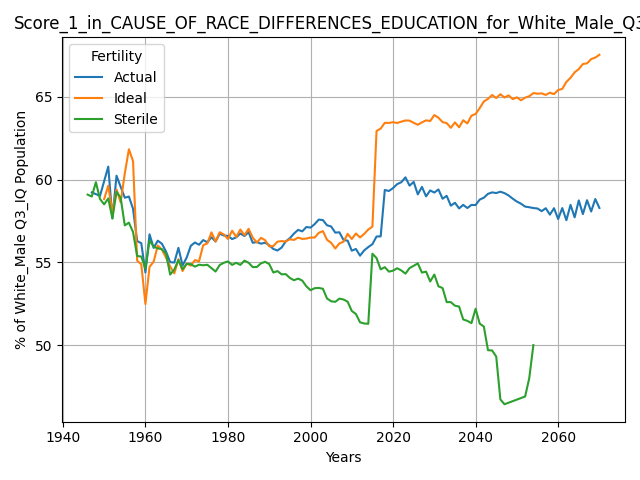 Score_1_in_CAUSE_OF_RACE_DIFFERENCES_EDUCATION_for_White_Male_Q3
Fertility
Actual
Ideal
Sterile
% of White_Male Q3_IQ Population
65
60
55
50
1940 1960 1980 2000 2020 2040 2060
Years